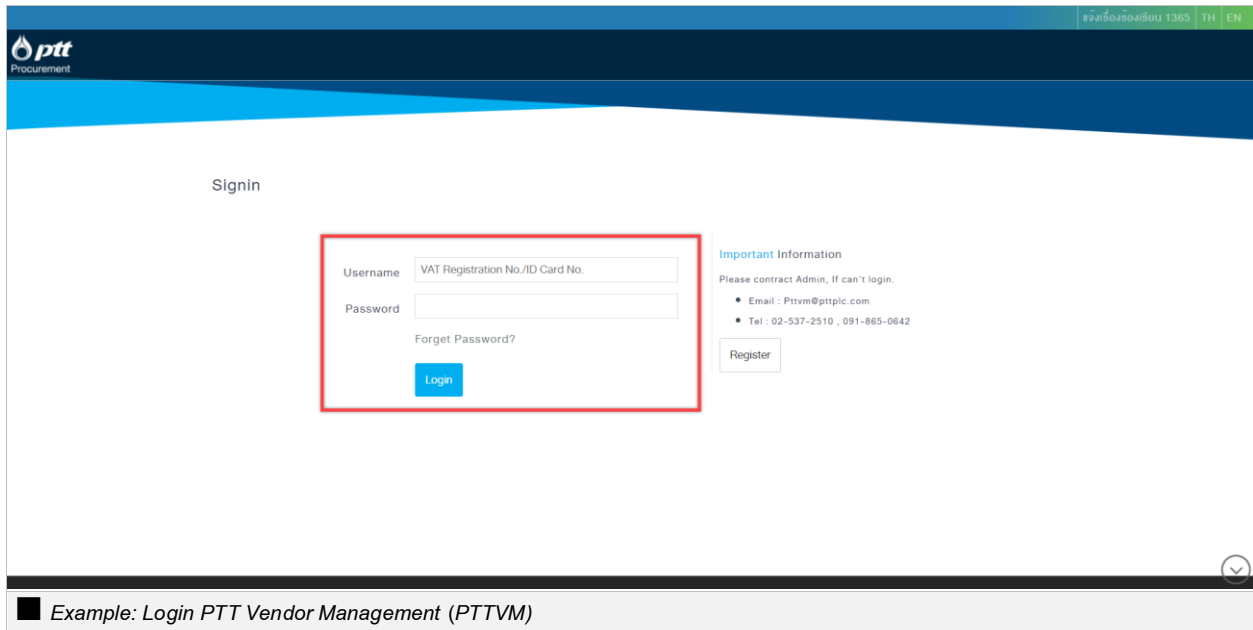 แจ้งเรื่องร้องเรียน 1365 TH EN
ptt
Procurement
Signin
Username VAT Registration No./ID Card No.
Password
Forget Password?
Login
Important Information
Please contract Admin, If can't login.
Email : Pttvm@pttplc.com
Tel : 02-537-2510 , 091-865-0642
Register
Example: Login PTT Vendor Management (PTTVM)